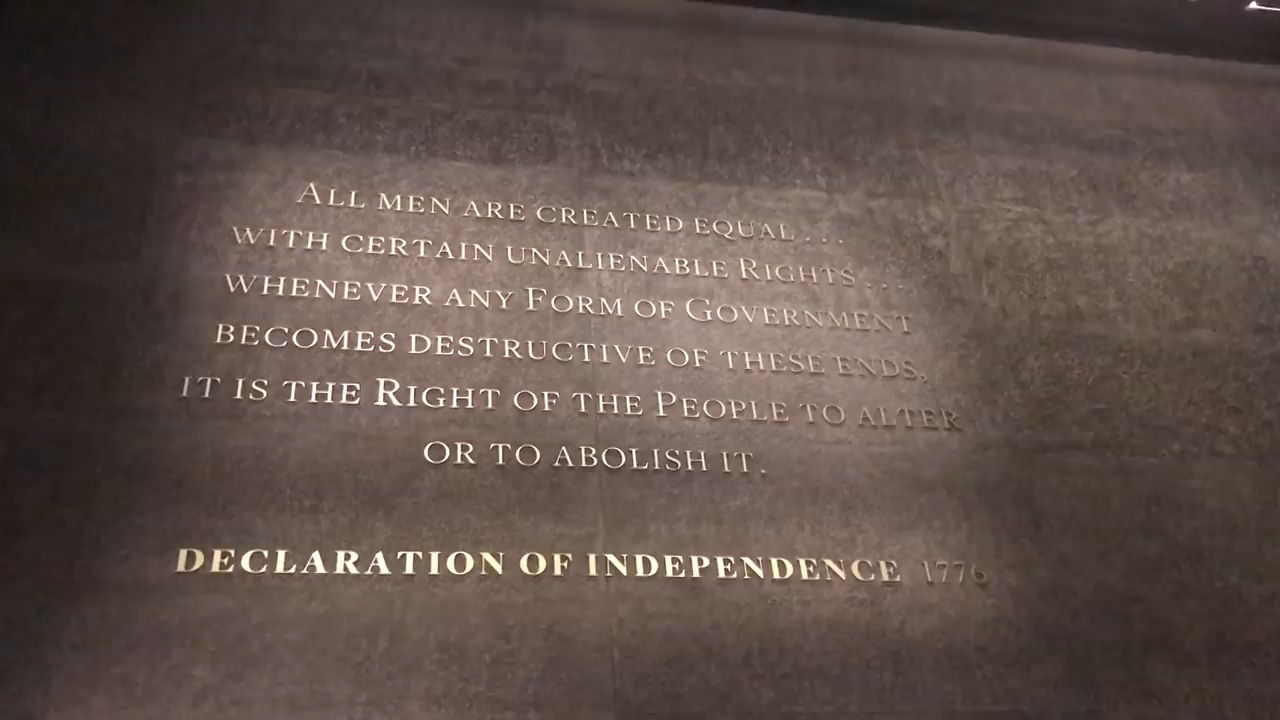 ALL MEN ARE CREATED EQUAL . . .
WITH CERTAIN UNALIENABLE RIGHTS . . . .
WHENEVER ANY FORM OF GOVERNMENT
BECOMES DESTRUCTIVE OF THESE ENDS,
IT IS THE RIGHT OF THE PEOPLE TO ALTER
OR TO ABOLISH IT.
DECLARATION OF INDEPENDENCE 1776